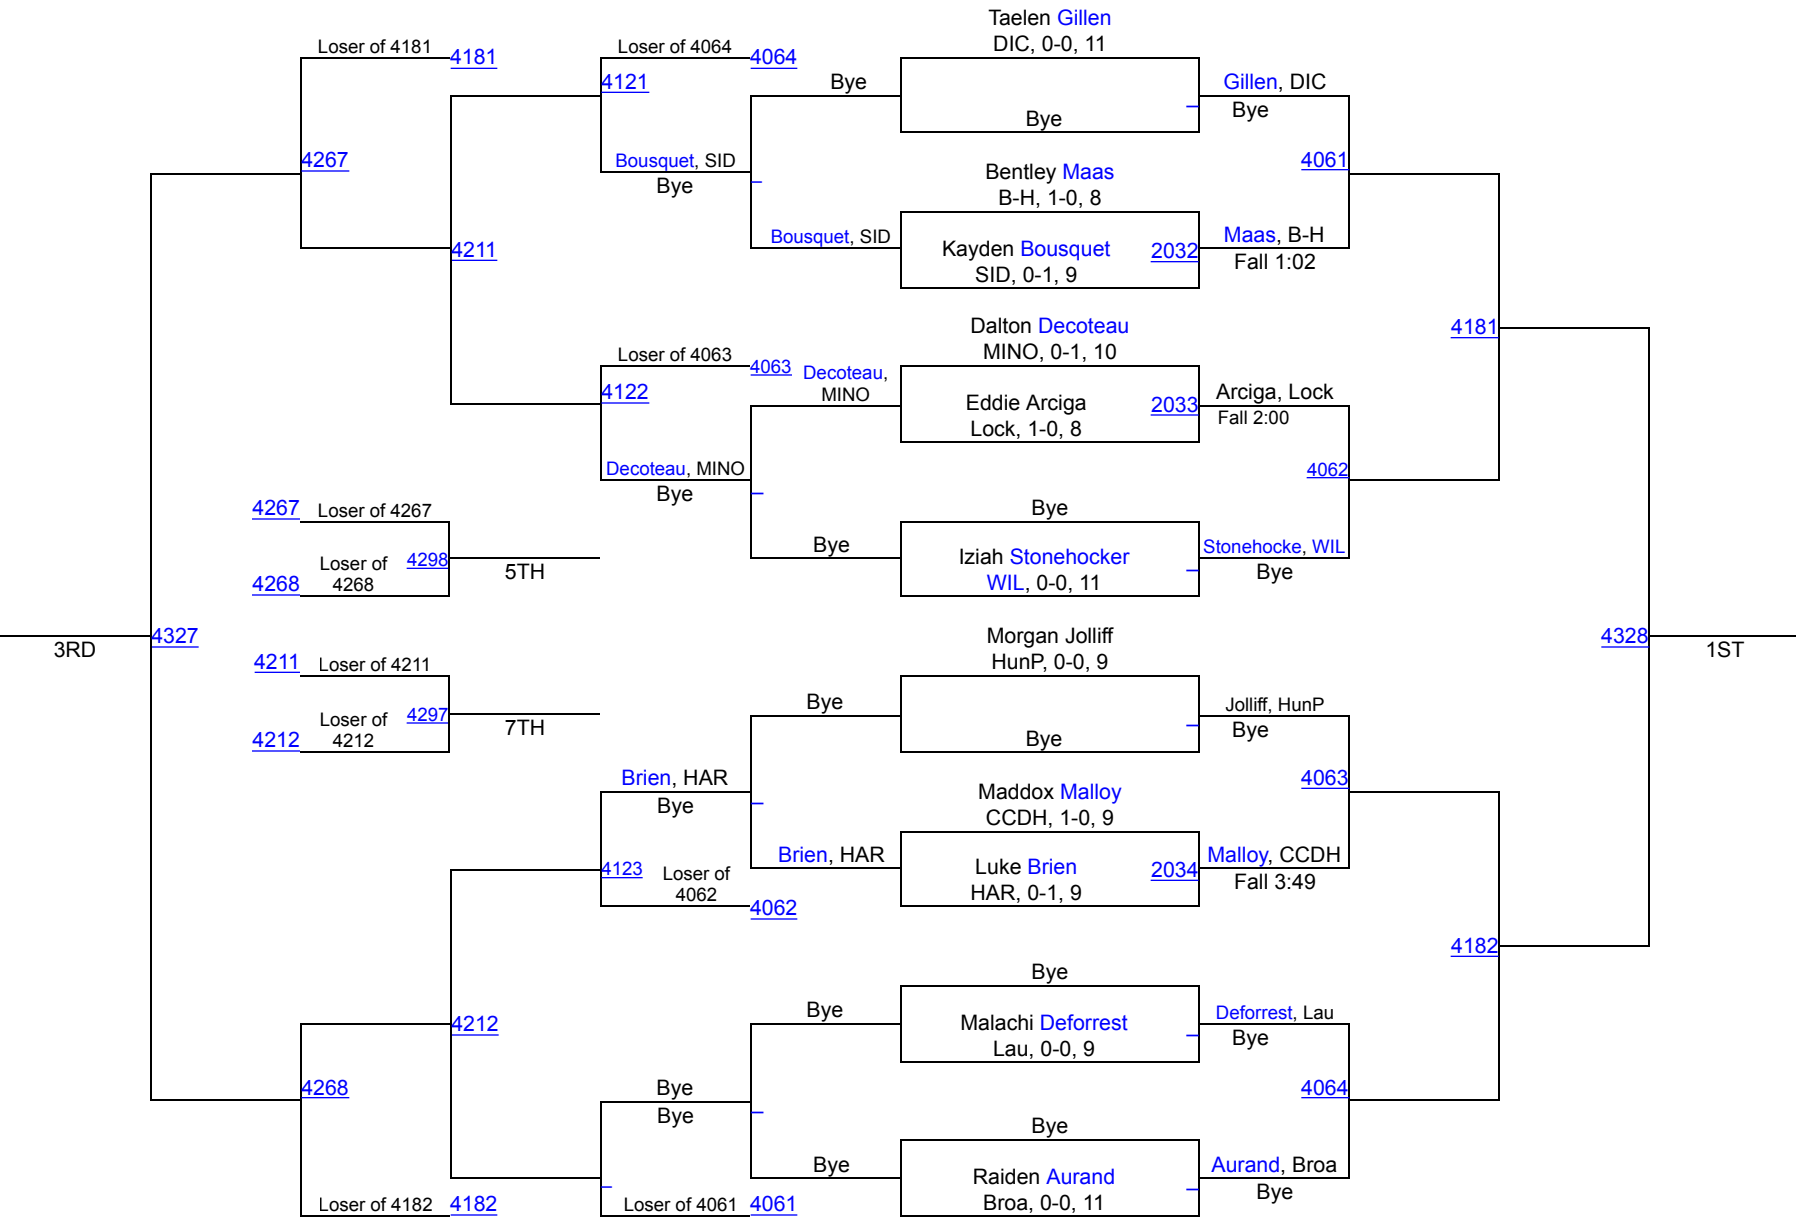 Taelen Gillen
DIC, 0-0, 11
Loser of 4181
4181
Loser of 4064
4064
4121
Bye
Gillen, DIC
Bye
Bye
4267
Bousquet, SID
Bye
Bentley Maas
B-H, 1-0, 8
4061
4211
Bousquet, SID
Kayden Bousquet
SID, 0-1, 9
2032
Maas, B-H
Fall 1:02
Dalton Decoteau
MINO, 0-1, 10
4181
Loser of 4063
4063
Decoteau,
MINO
4122
Eddie Arciga
Lock, 1-0, 8
2033
Arciga, Lock
Fall 2:00
Decoteau, MINO
Bye
4062
4267
Loser of 4267
Bye
Loser of
4268
4268
4298
5TH
Bye
Iziah Stonehocker
WIL, 0-0, 11
Stonehocke, WIL
Bye
3RD
4327
Morgan Jolliff
HunP, 0-0, 9
4328
1ST
4211
Loser of 4211
Loser of
4212
4212
4297
7TH
Bye
Bye
Jolliff, HunP
Bye
Brien, HAR
Bye
Maddox Malloy
CCDH, 1-0, 9
4063
4123
Loser of
4062
4062
Brien, HAR
Luke Brien
HAR, 0-1, 9
2034
Malloy, CCDH
Fall 3:49
4182
Bye
4212
Bye
Malachi Deforrest
Lau, 0-0, 9
Deforrest, Lau
Bye
4268
Bye
Bye
4064
Bye
Bye
Raiden Aurand
Broa, 0-0, 11
Aurand, Broa
Bye
Loser of 4182
4182
Loser of 4061
4061